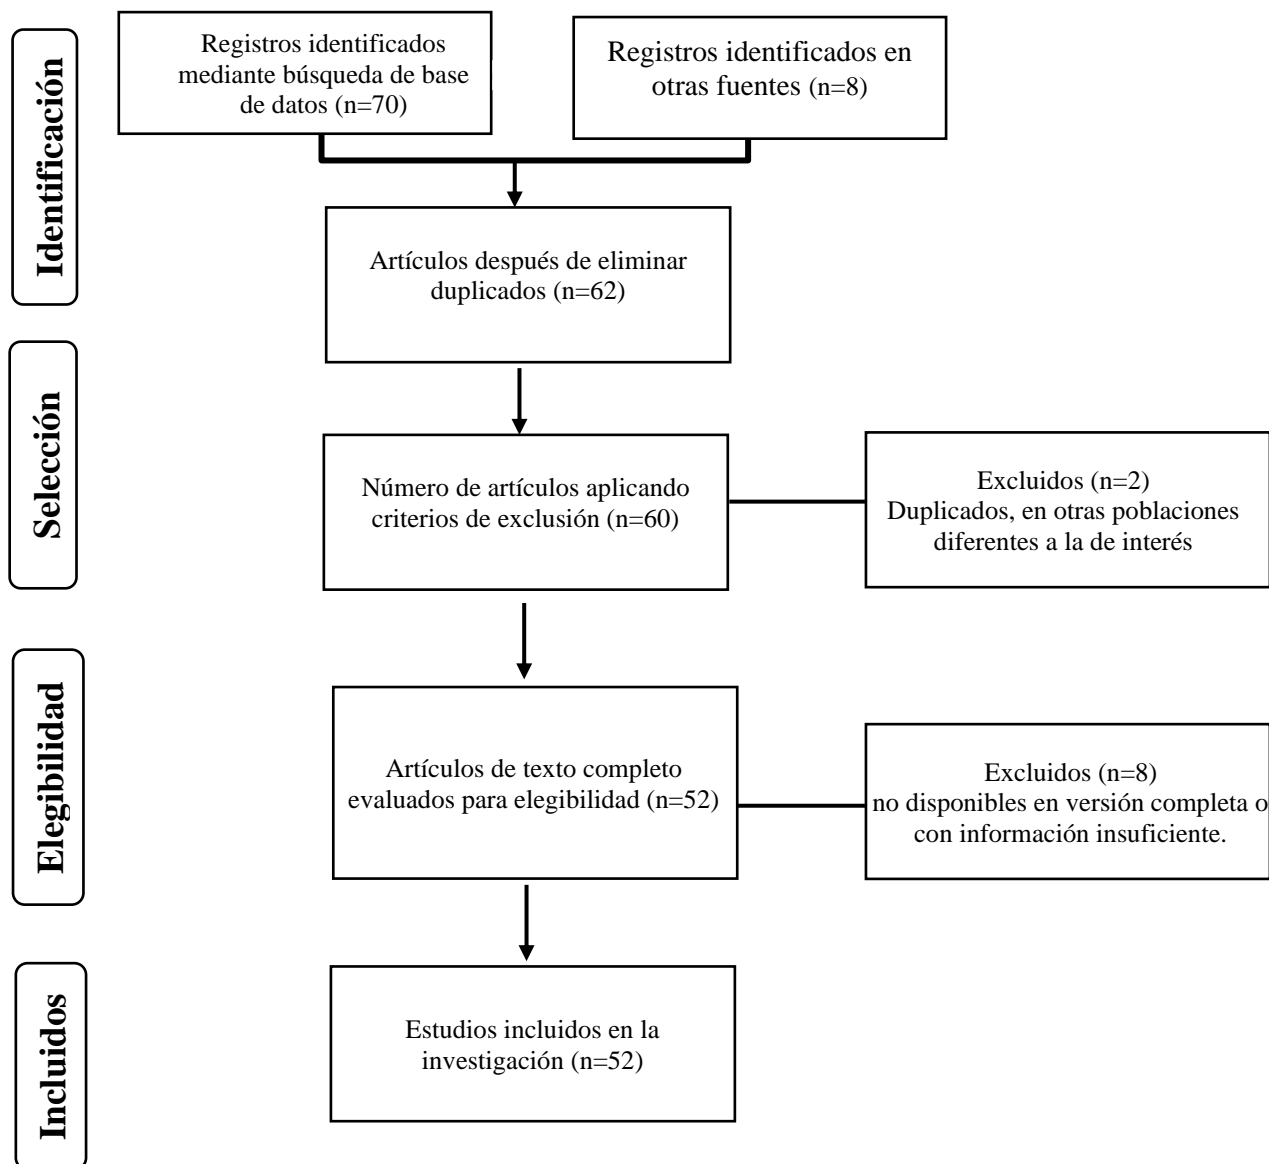 Identificación
Registros identificados
mediante búsqueda de base
de datos (n=70)
Registros identificados en
otras fuentes (n=8)
Artículos después de eliminar
duplicados (n=62)
Selección
Número de artículos aplicando
criterios de exclusión (n=60)
Excluidos (n=2)
Duplicados, en otras poblaciones
diferentes a la de interés
Elegibilidad
Artículos de texto completo
evaluados para elegibilidad (n=52)
Excluidos (n=8)
no disponibles en versión completa o
con información insuficiente.
Incluidos
Estudios incluidos en la
investigación (n=52)